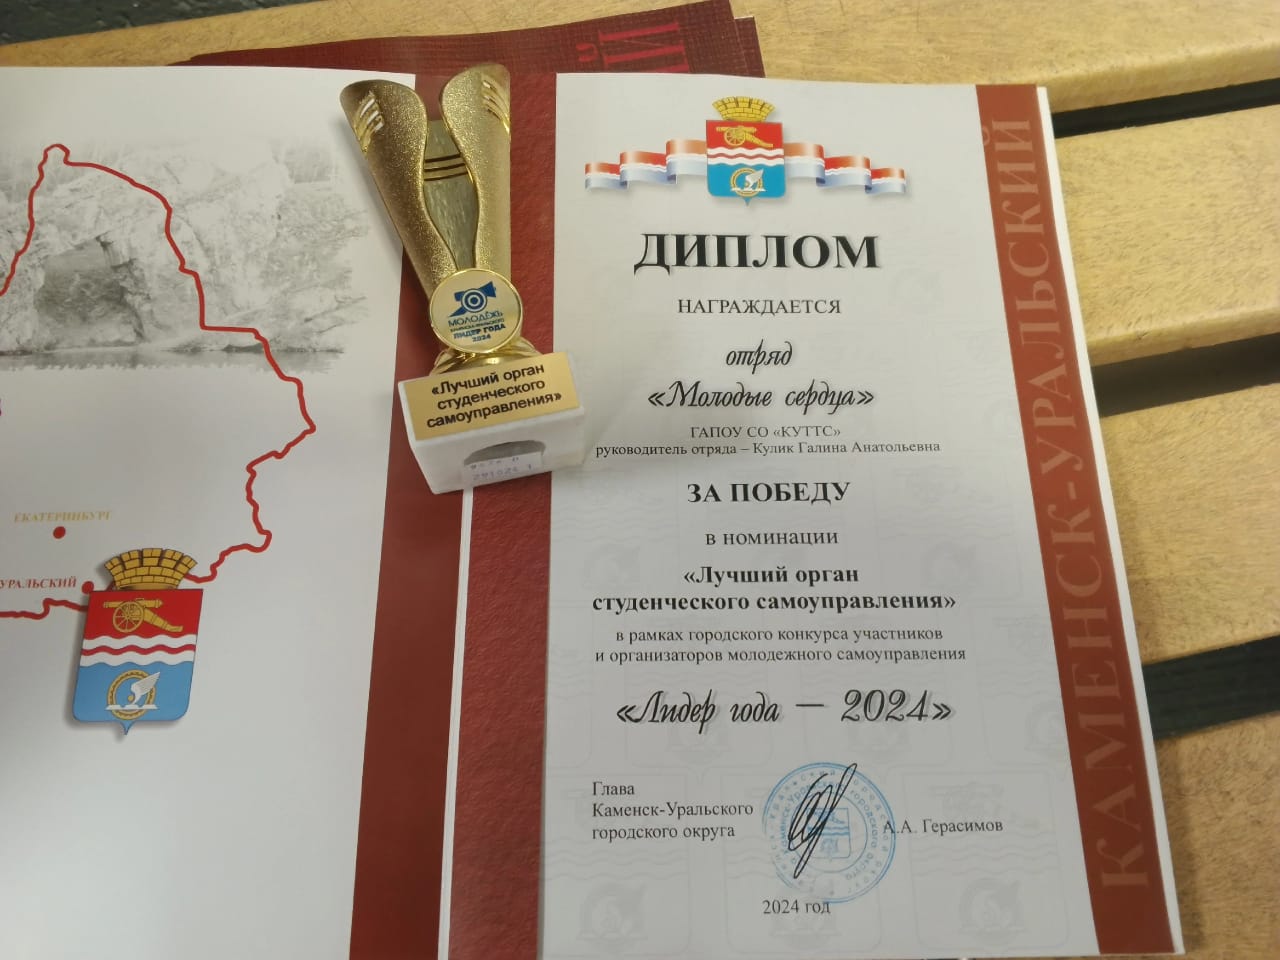 ЕКАТЕРИНБУРГ
УРАЛЬСКИЙ
МОЛОДЁЖЬ
КАМЕНСКА-УРАЛЬСКОГО
ЛИДЕР ГОДА
2024
«Лучший орган
студенческого
самоуправления»
ДИПЛОМ
НАГРАЖДАЕТСЯ
отряд
«Молодые сердца»
ГАПОУ СО «КУТТС»
руководитель отряда – Кулик Галина Анатольевна
ЗА ПОБЕДУ
в номинации
«Лучший орган
студенческого самоуправления»
в рамках городского конкурса участников
и организаторов молодежного самоуправления
«Лидер года – 2024»
Глава
Каменск-Уральского
городского округа
А.А. Герасимов
2024 год
КАМЕНСК-УРАЛЬСКИЙ